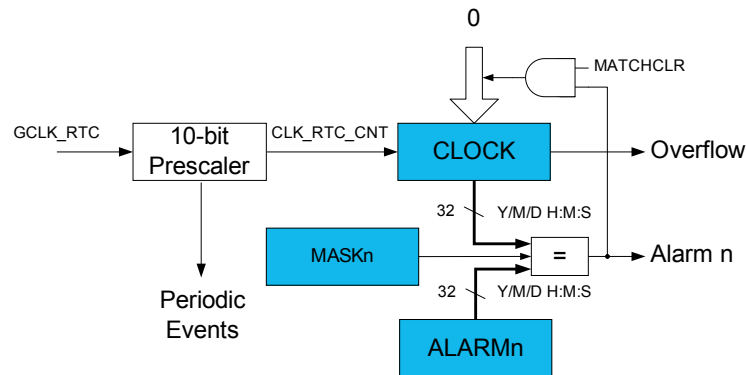 0
MATCHCLR
GCLK_RTC
10-bit
Prescaler
CLK_RTC_CNT
CLOCK
Overflow
32
Y/M/D H:M:S
MASKn
=
Alarm n
32
Y/M/D H:M:S
Periodic
Events
ALARMn